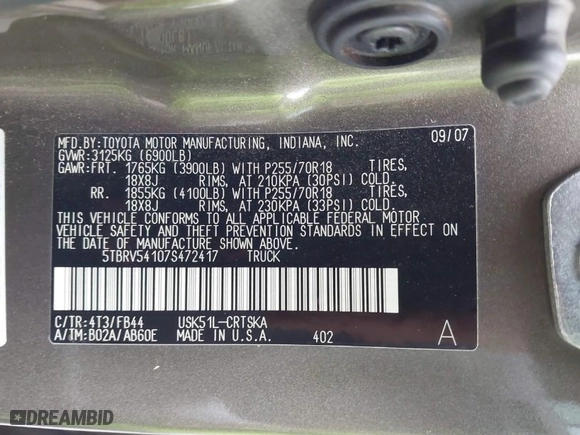 MFD.BY:TOYOTA MOTOR MANUFACTURING, INDIANA, INC. 09/07
GVWR:3125KG (6900LB)
GAWR:FRT. 1765KG (3900LB) WITH P255/70R18 TIRES,
18X8J RIMS, AT 210KPA (30PSI) COLD.
RR. 1855KG (4100LB) WITH P255/70R18 TIRES,
18X8J RIMS, AT 230KPA (33PSI) COLD.
THIS VEHICLE CONFORMS TO ALL APPLICABLE FEDERAL MOTOR
VEHICLE SAFETY AND THEFT PREVENTION STANDARDS IN EFFECT
ON THE DATE OF MANUFACTURE SHOWN ABOVE.
5TBRV54107S472417 TRUCK
C/TR:4T3/FB44 USK51L-CRTSKA
A/TM:B02A/AB60E MADE IN U.S.A. 402 A
DREAMBID